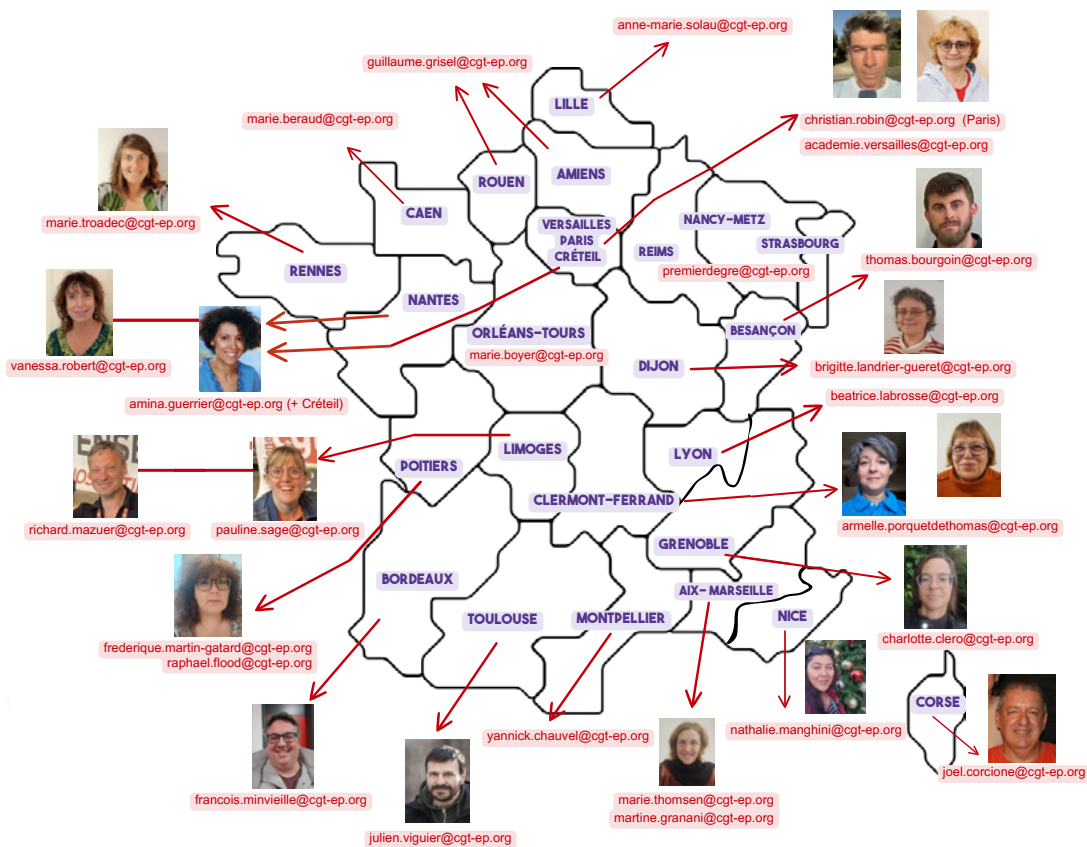 anne-marie.solau@cgt-ep.org
guillaume.grisel@cgt-ep.org
LILLE
marie.beraud@cgt-ep.org
christian.robin@cgt-ep.org (Paris)
academie.versailles@cgt-ep.org
ROUEN
AMIENS
CAEN
marie.troadec@cgt-ep.org
VERSAILLES
PARIS
CRÉTEIL
NANCY-METZ
STRASBOURG
REIMS
premierdegre@cgt-ep.org
thomas.bourgoin@cgt-ep.org
RENNES
NANTES
ORLÉANS-TOURS
marie.boyer@cgt-ep.org
BESANÇON
DIJON
vanessa.robert@cgt-ep.org
brigitte.landrier-gueret@cgt-ep.org
amina.guerrier@cgt-ep.org (+ Créteil)
beatrice.labrosse@cgt-ep.org
LIMOGES
LYON
POITIERS
CLERMONT-FERRAND
richard.mazuer@cgt-ep.org
pauline.sage@cgt-ep.org
armelle.porquetdethomas@cgt-ep.org
GRENOBLE
BORDEAUX
AIX-MARSEILLE
TOULOUSE
MONTPELLIER
NICE
charlotte.clero@cgt-ep.org
frederique.martin-gatard@cgt-ep.org
raphael.flood@cgt-ep.org
CORSE
yannick.chauvel@cgt-ep.org
nathalie.manghini@cgt-ep.org
joel.corcione@cgt-ep.org
francois.minvieille@cgt-ep.org
marie.thomsen@cgt-ep.org
martine.granani@cgt-ep.org
julien.viguier@cgt-ep.org